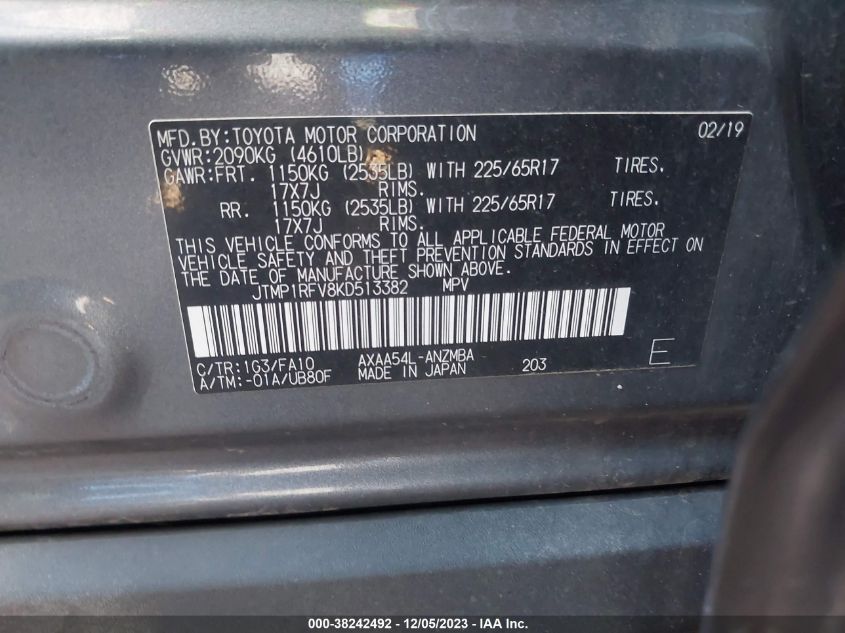 MFD.BY:TOYOTA MOTOR CORPORATION 02/19
GVWR:2090KG (4610LB)
GAWR:FRT. 1150KG (2535LB) WITH 225/65R17 TIRES.
17X7J RIMS.
RR. 1150KG (2535LB) WITH 225/65R17 TIRES.
17X7J RIMS.
THIS VEHICLE CONFORMS TO ALL APPLICABLE FEDERAL MOTOR
VEHICLE SAFETY AND THEFT PREVENTION STANDARDS IN EFFECT ON
THE DATE OF MANUFACTURE SHOWN ABOVE.
JTMP1RFV8KD513382 MPV
C/TR:1G3/FA10 AXAA54L-ANZMBA E
A/TM:-01A/UB80F MADE IN JAPAN 203
000-38242492 - 12/05/2023 - IAA Inc.